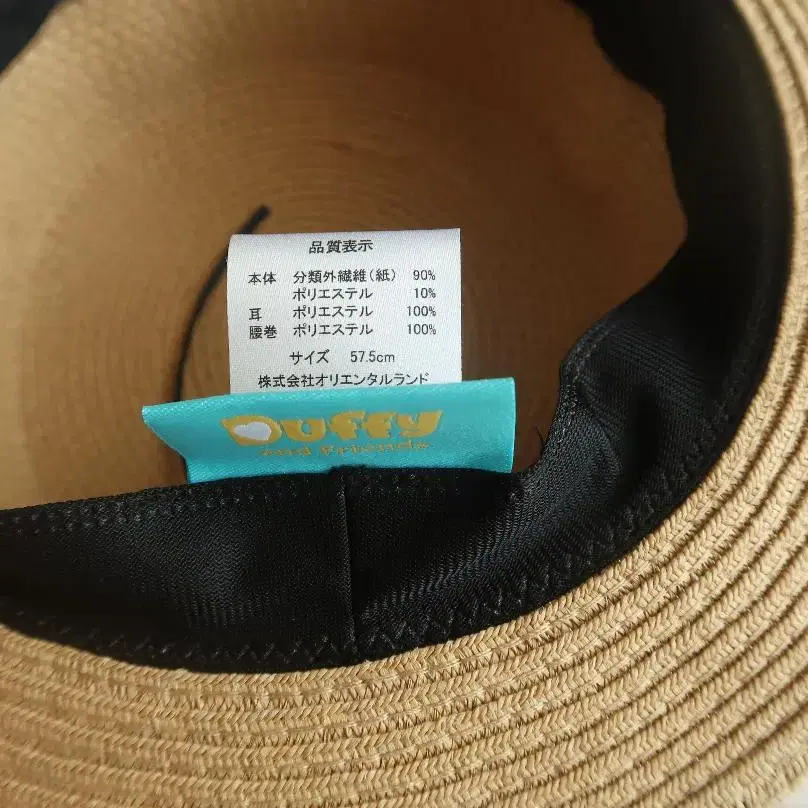 品質表示
本体 分類外繊維(紙) 90%
ポリエステル 10%
耳 ポリエステル 100%
腰巻 ポリエステル 100%
サイズ 57.5cm
株式会社オリエンタルランド
Duffy
and Friends